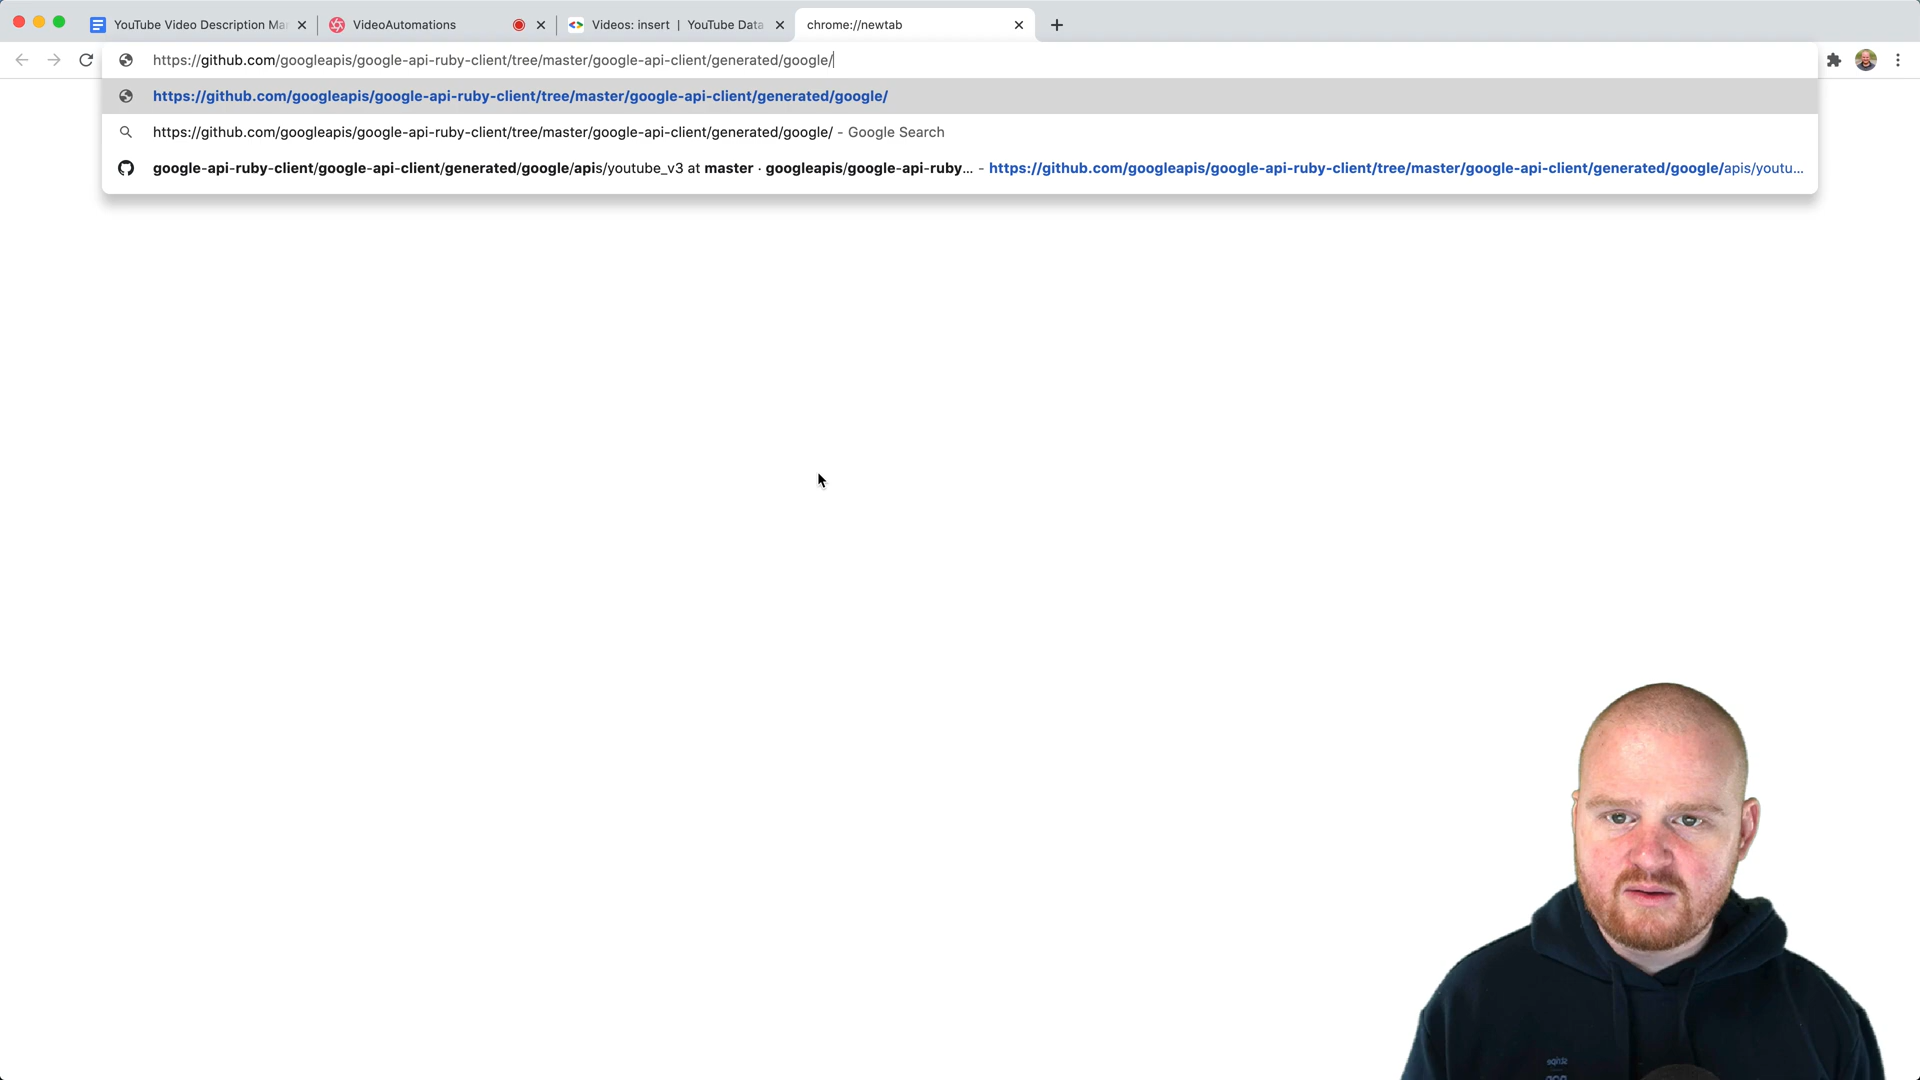 YouTube Video Description Ma
VideoAutomations
Videos: insert | YouTube Data
chrome://newtab
https://github.com/googleapis/google-api-ruby-client/tree/master/google-api-client/generated/google/
https://github.com/googleapis/google-api-ruby-client/tree/master/google-api-client/generated/google/
https://github.com/googleapis/google-api-ruby-client/tree/master/google-api-client/generated/google/ - Google Search
google-api-ruby-client/google-api-client/generated/google/apis/youtube_v3 at master · googleapis/google-api-ruby... - https://github.com/googleapis/google-api-ruby-client/tree/master/google-api-client/generated/google/apis/youtu...